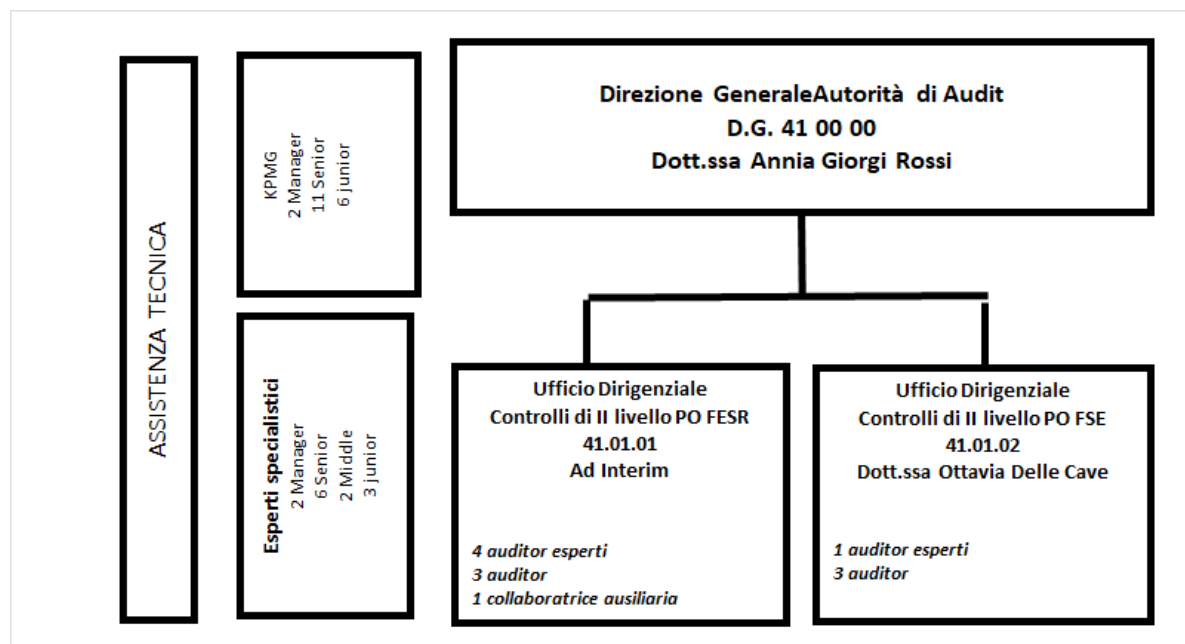 ASSISTENZA TECNICA
KPMG
2 Manager
11 Senior
6 junior
Esperti specialistici
2 Manager
6 Senior
2 Middle
3 junior
Direzione GeneraleAutorità di Audit
D.G. 41 00 00
Dott.ssa Annia Giorgi Rossi
Ufficio Dirigenziale
Controlli di II livello PO FESR
41.01.01
Ad Interim
4 auditor esperti
3 auditor
1 collaboratrice ausiliaria
Ufficio Dirigenziale
Controlli di II livello PO FSE
41.01.02
Dott.ssa Ottavia Delle Cave
1 auditor esperti
3 auditor